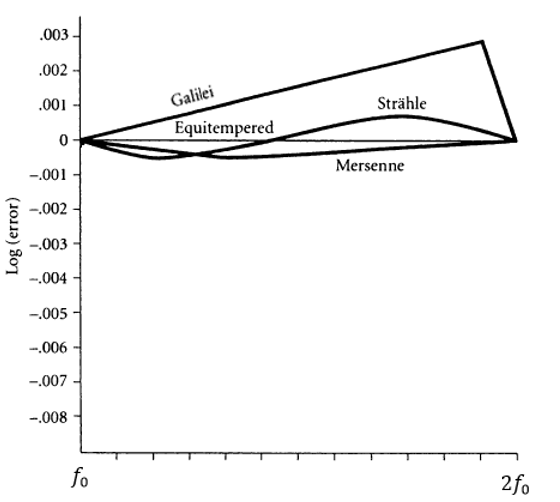 .003
.002
.001
0
-.001
-.002
-.003
-.004
-.005
-.006
-.007
-.008
Log (error)
Galilei
Equitempered
Strähle
Mersenne
f₀
2f₀